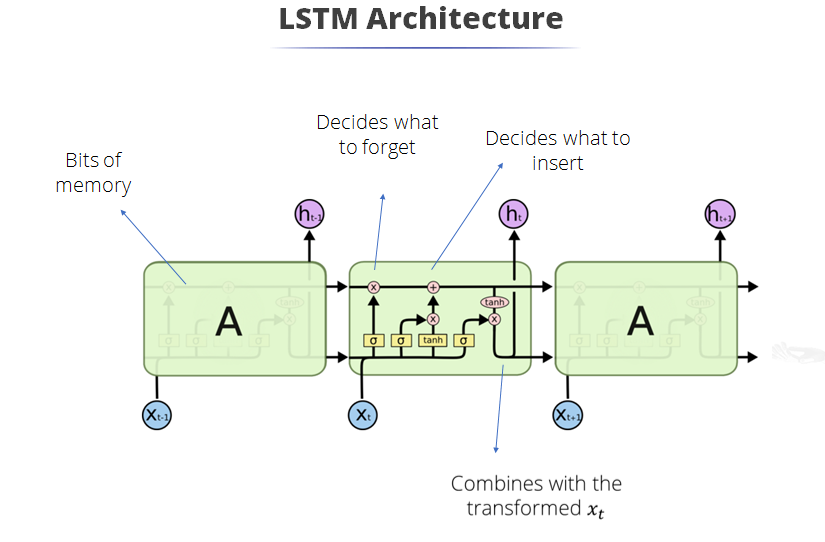 LSTM Architecture
Decides what
to forget
Decides what to
insert
Bits of
memory
ht-1
ht
ht+1
A
x
+
tanh
x
x
σ
σ
tanh
σ
A
xt-1
xt
xt+1
Combines with the
transformed xt